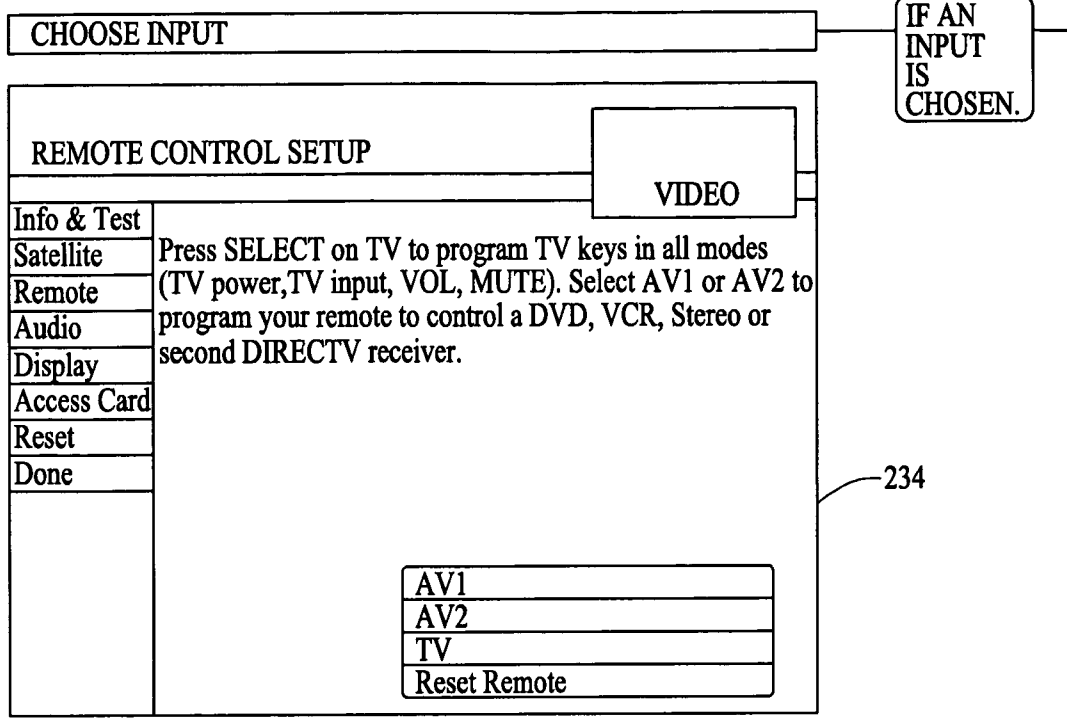 CHOOSE INPUT
IF AN
INPUT
IS
CHOSEN.
REMOTE CONTROL SETUP
VIDEO
Info & Test
Satellite
Remote
Audio
Display
Access Card
Reset
Done
Press SELECT on TV to program TV keys in all modes
(TV power,TV input, VOL, MUTE). Select AV1 or AV2 to
program your remote to control a DVD, VCR, Stereo or
second DIRECTV receiver.
234
AV1
AV2
TV
Reset Remote